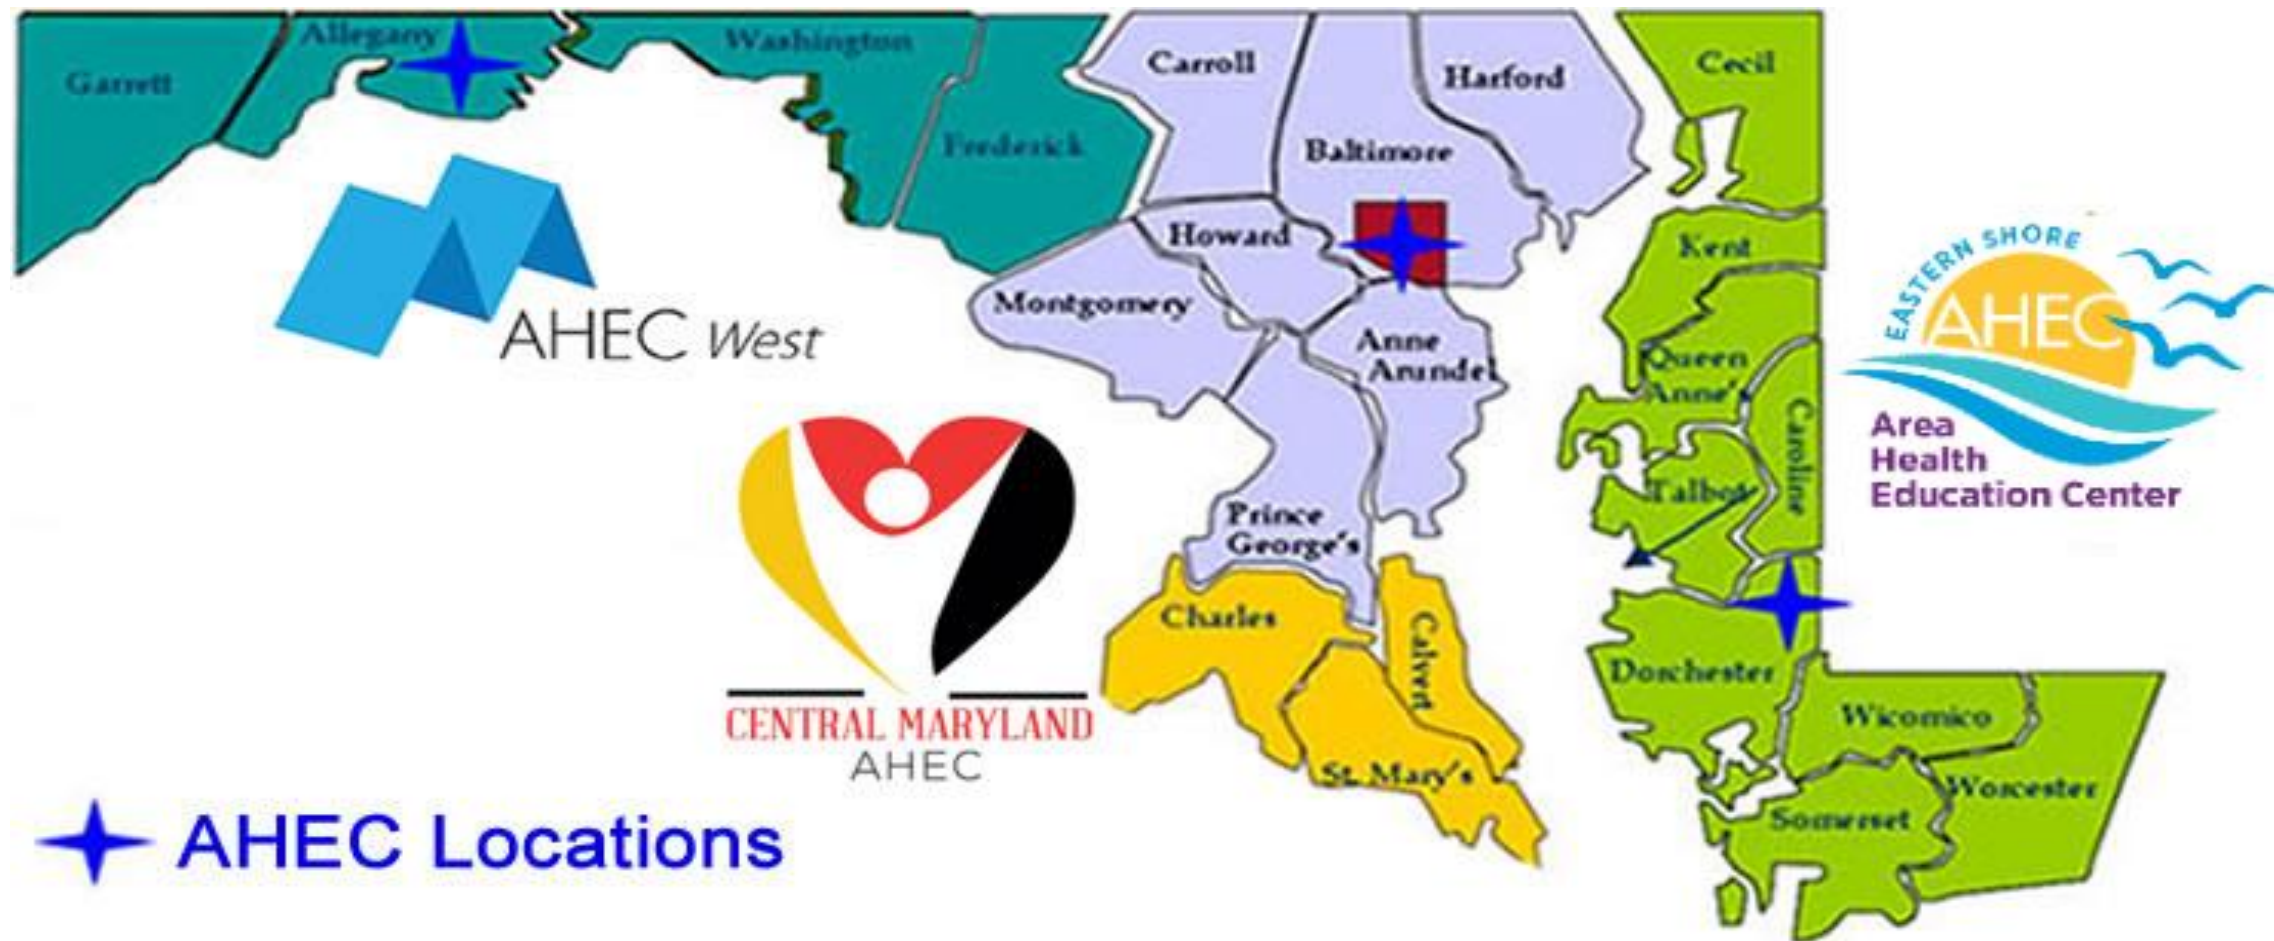 Garrett
Allegany
Washington
Frederick
Carroll
Harford
Baltimore
Cecil
Howard
Montgomery
Anne
Arundel
Kent
Queen
Anne's
Caroline
Talbot
Prince
George's
Charles
Calvert
St. Mary's
Dorchester
Wicomico
Worcester
Somerset
AHEC West
EASTERN SHORE
AHEC
Area
Health
Education Center
CENTRAL MARYLAND
AHEC
AHEC Locations